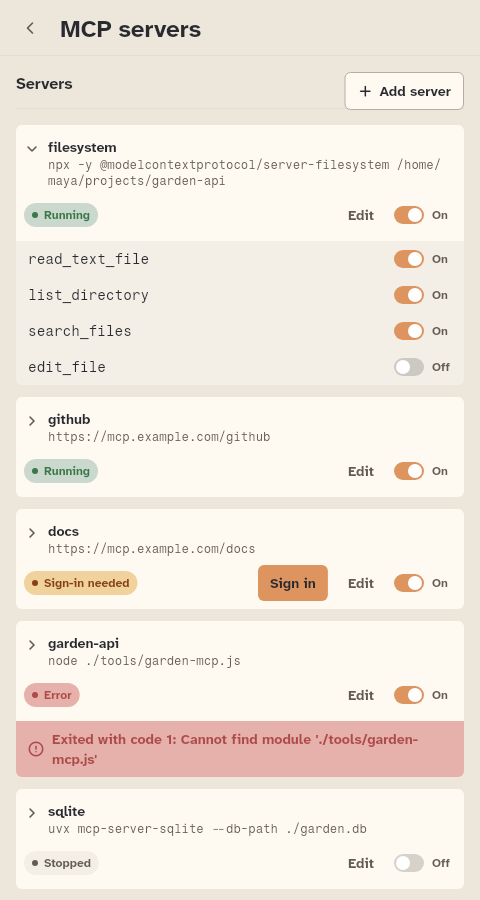 MCP servers
Servers
Add server
filesystem
npx -y @modelcontextprotocol/server-filesystem /home/
maya/projects/garden-api
Running
Edit
On
read_text_file
On
list_directory
On
search_files
On
edit_file
Off
github
https://mcp.example.com/github
Running
Edit
On
docs
https://mcp.example.com/docs
Sign-in needed
Sign in
Edit
On
garden-api
node ./tools/garden-mcp.js
Error
Edit
On
Exited with code 1: Cannot find module './tools/garden-
mcp.js'
sqlite
uvx mcp-server-sqlite --db-path ./garden.db
Stopped
Edit
Off